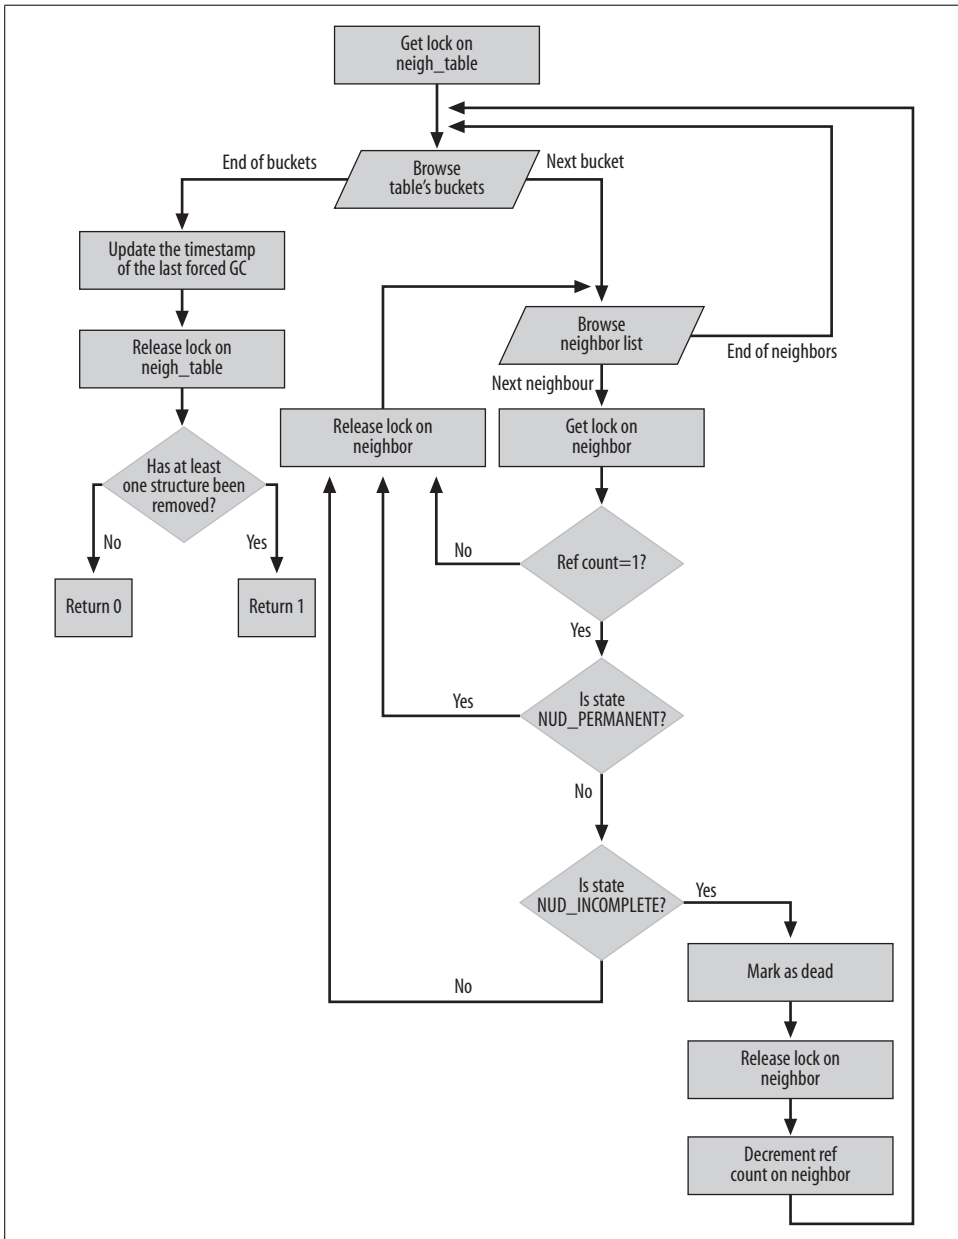 Get lock on
neigh_table
End of buckets
Browse
table's buckets
Next bucket
Update the timestamp
of the last forced GC
Release lock on
neigh_table
Browse
neighbor list
End of neighbors
Next neighbour
Release lock on
neighbor
Get lock on
neighbor
Has at least
one structure been
removed?
No
Yes
Return 0
Return 1
Ref count=1?
No
Yes
Is state
NUD_PERMANENT?
Yes
No
Is state
NUD_INCOMPLETE?
Yes
No
Mark as dead
Release lock on
neighbor
Decrement ref
count on neighbor